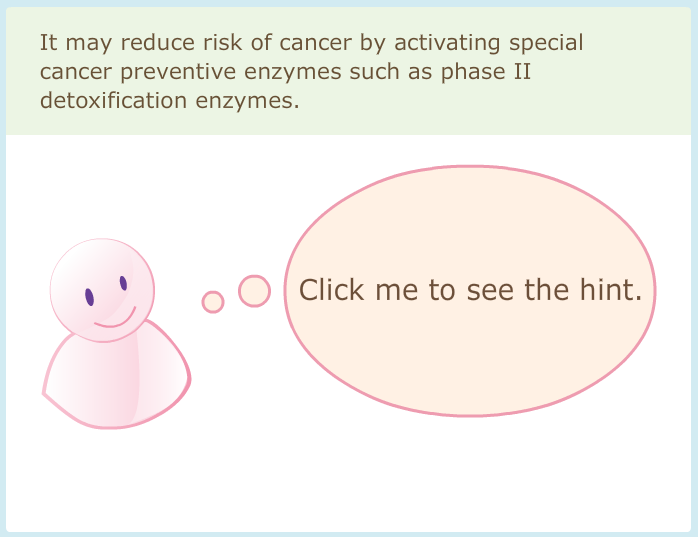 It may reduce risk of cancer by activating special
cancer preventive enzymes such as phase II
detoxification enzymes.
Click me to see the hint.